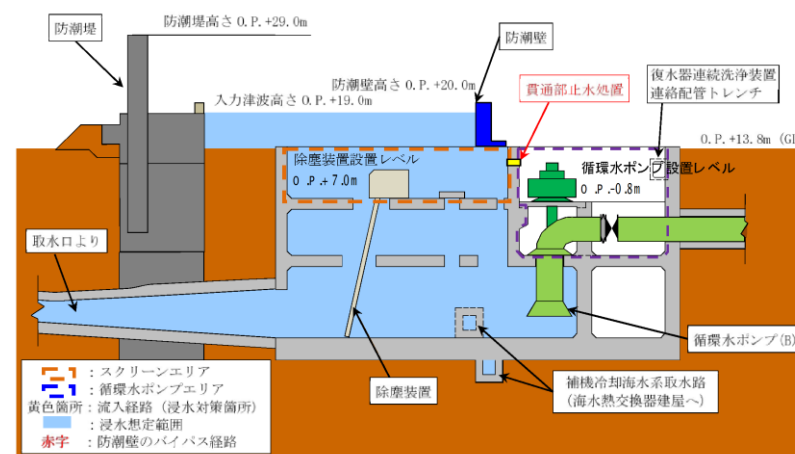 防潮堤
防潮堤高さO.P.+29.0m
防潮壁
防潮壁高さO.P.+20.0m
入力津波高さO.P.+19.0m
貫通部止水処置
復水器連続洗浄装置
連絡配管トレンチ
O.P.+13.8m (GL
除塵装置設置レベル
O.P.+7.0m
循環水ポンプ設置レベル
O.P.-0.8m
取水口より
循環水ポンプ(B)
除塵装置
補機冷却海水系取水路
(海水熱交換器建屋へ)
：スクリーンエリア
：循環水ポンプエリア
黄色箇所：流入経路（浸水対策箇所）
：浸水想定範囲
赤字：防潮壁のバイパス経路